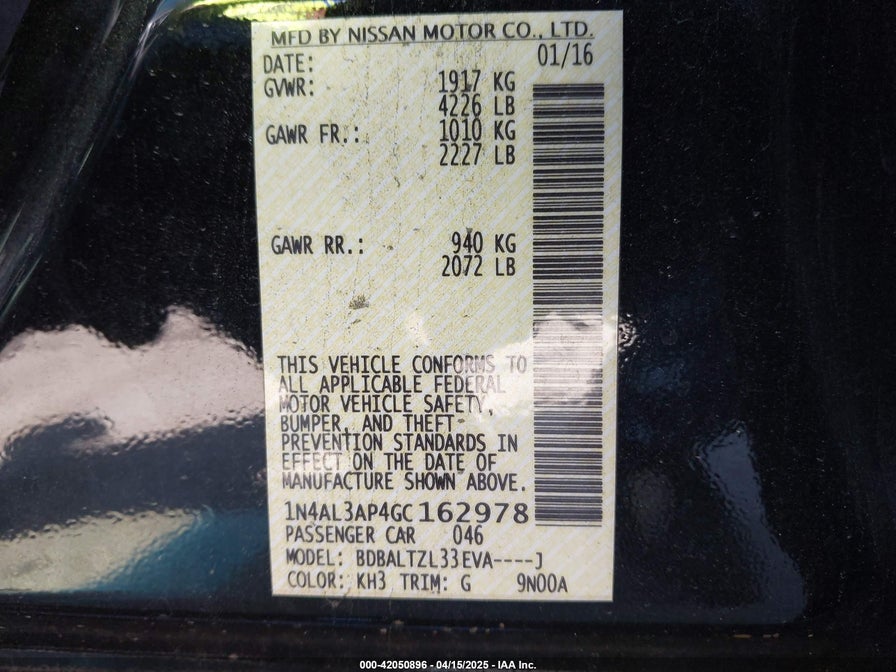 MFD BY NISSAN MOTOR CO., LTD.
DATE: 01/16
GVWR: 1917 KG
4226 LB
GAWR FR.: 1010 KG
2227 LB
GAWR RR.: 940 KG
2072 LB
THIS VEHICLE CONFORMS TO
ALL APPLICABLE FEDERAL
MOTOR VEHICLE SAFETY,
BUMPER, AND THEFT
PREVENTION STANDARDS IN
EFFECT ON THE DATE OF
MANUFACTURE SHOWN ABOVE.
1N4AL3AP4GC162978
PASSENGER CAR 046
MODEL: BDBALTZL33EVA----J
COLOR: KH3 TRIM: G 9N00A
000-42050896 - 04/15/2025 - IAA Inc.